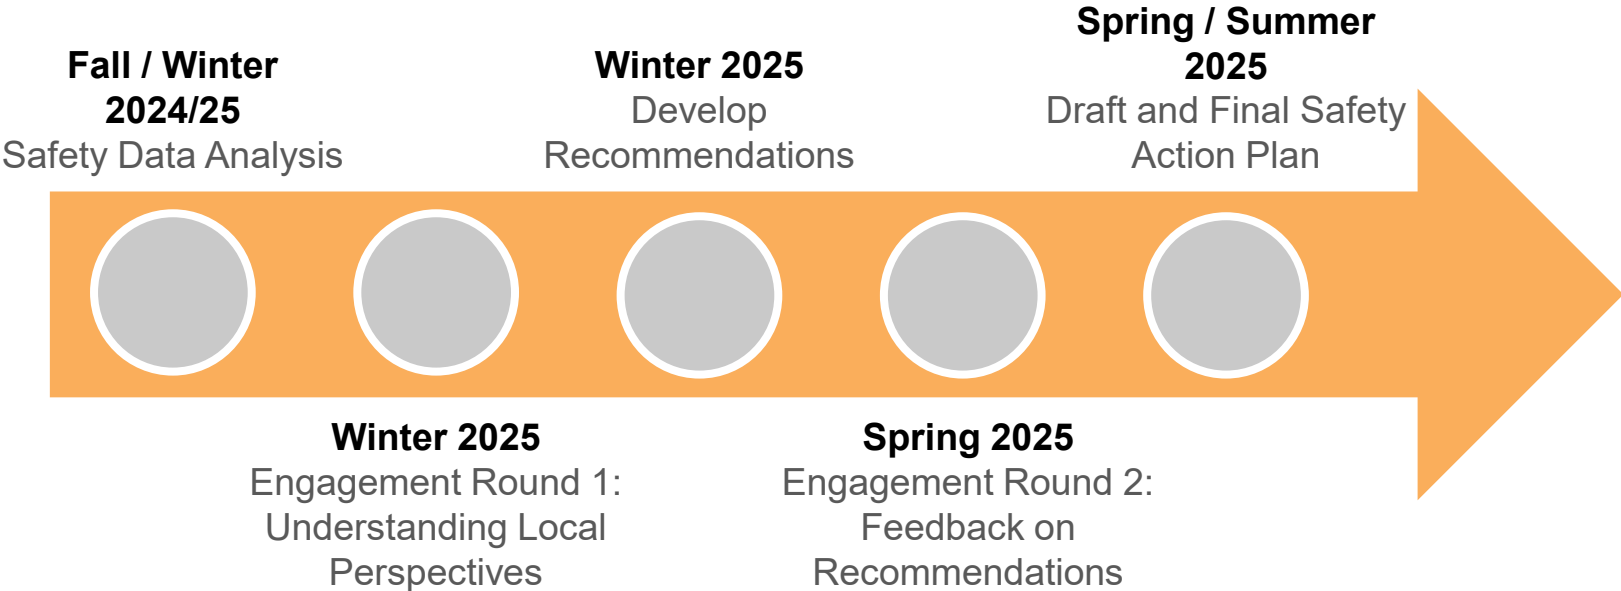 Fall / Winter
2024/25
Safety Data Analysis
Winter 2025
Engagement Round 1:
Understanding Local
Perspectives
Winter 2025
Develop
Recommendations
Spring 2025
Engagement Round 2:
Feedback on
Recommendations
Spring / Summer
2025
Draft and Final Safety
Action Plan